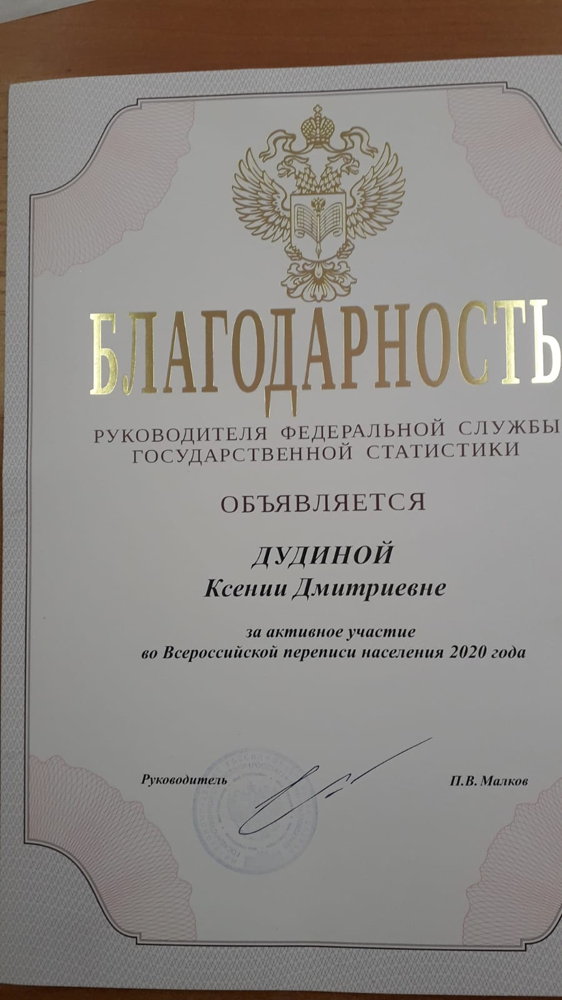 БЛАГОДАРНОСТЬ
РУКОВОДИТЕЛЯ ФЕДЕРАЛЬНОЙ СЛУЖБЫ
ГОСУДАРСТВЕННОЙ СТАТИСТИКИ
ОБЪЯВЛЯЕТСЯ
ДУДИНОЙ
Ксении Дмитриевне
за активное участие
во Всероссийской переписи населения 2020 года
Руководитель
П.В. Малков